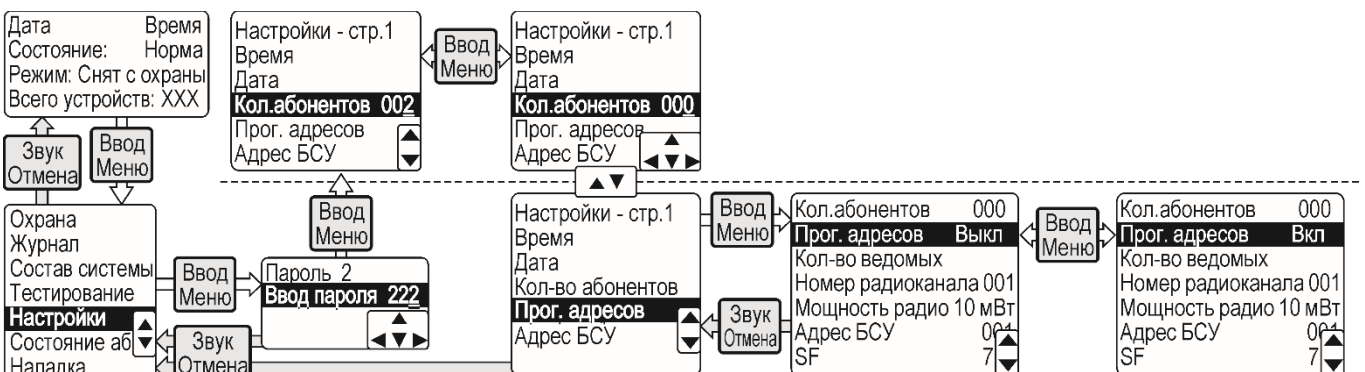 Дата Время
Состояние: Норма
Режим: Снят с охраны
Всего устройств: XXX
Звук
Отмена
Ввод
Меню
Настройки - стр.1
Время
Дата
Кол.абонентов 002
Прог. адресов
Адрес БСУ
Ввод
Меню
Настройки - стр.1
Время
Дата
Кол.абонентов 000
Прог. адресов
Адрес БСУ
Охрана
Журнал
Состав системы
Тестирование
Настройки
Состояние аб
Наладка
Ввод
Меню
Звук
Отмена
Ввод
Меню
Пароль 2
Ввод пароля 222
Настройки - стр.1
Время
Дата
Кол-во абонентов
Прог. адресов
Адрес БСУ
Ввод
Меню
Звук
Отмена
Кол.абонентов 000
Прог. адресов Выкл
Кол-во ведомых
Номер радиоканала 001
Мощность радио 10 мВт
Адрес БСУ 001
SF 7
Ввод
Меню
Кол.абонентов 000
Прог. адресов Вкл
Кол-во ведомых
Номер радиоканала 001
Мощность радио 10 мВт
Адрес БСУ 001
SF 7